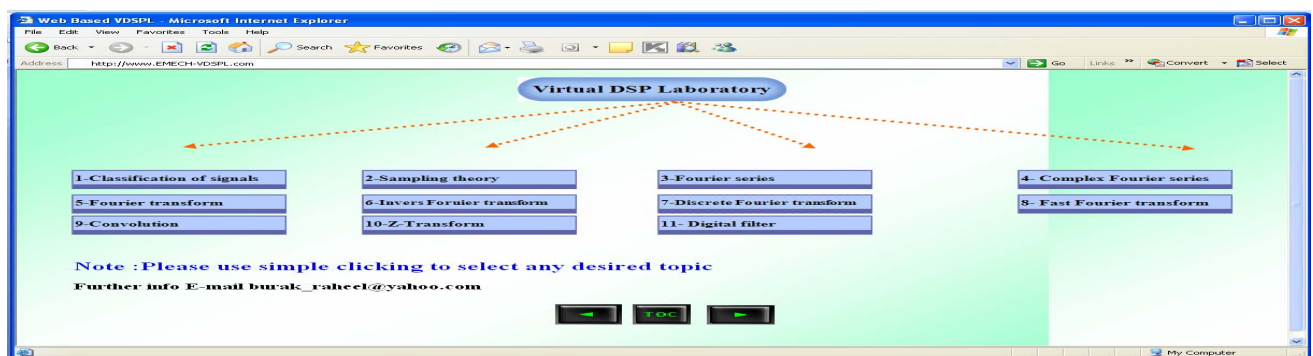 Web Based VDSPL - Microsoft Internet Explorer
File Edit View Favorites Tools Help
Back Search Favorites
Address http://www.EMECH-VDSPL.com Go Links Convert Select
Virtual DSP Laboratory
1-Classification of signals 2-Sampling theory 3-Fourier series 4- Complex Fourier series
5-Fourier transform 6-Invers Foruier transform 7-Discrete Fourier transform 8- Fast Fourier transform
9-Convolution 10-Z-Transform 11- Digital filter
Note :Please use simple clicking to select any desired topic
Further info E-mail burak_raheel@yahoo.com
TOC
My Computer